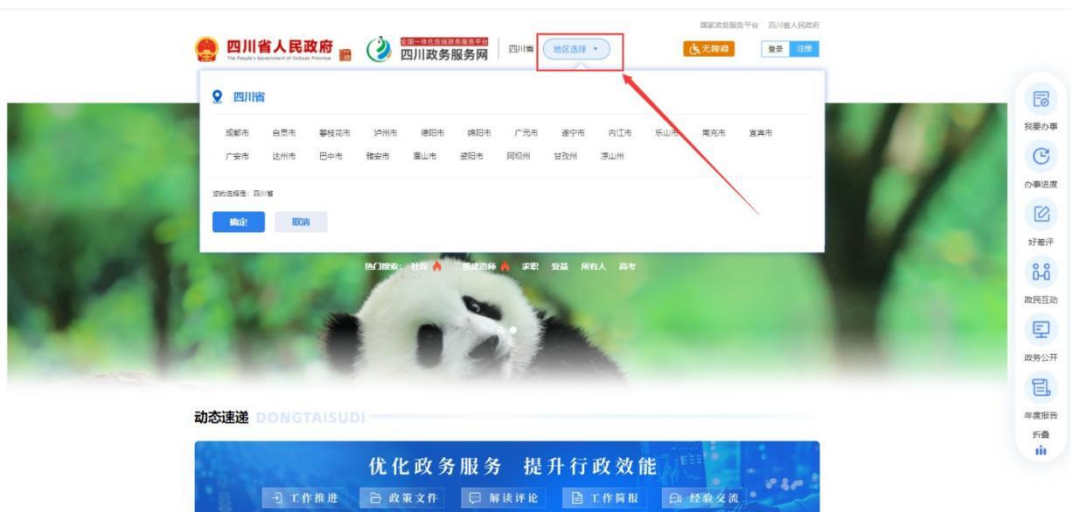 国家政务服务平台 四川省人民政府
四川省人民政府
The People's Government of Sichuan Province
全国一体化在线政务服务平台
四川政务服务网
四川省 地区选择
无障碍 登录 注册
四川省
成都市 自贡市 攀枝花市 泸州市 德阳市 绵阳市 广元市 遂宁市 内江市 乐山市 南充市 宜宾市
广安市 达州市 巴中市 雅安市 眉山市 资阳市 阿坝州 甘孜州 凉山州
您的选择是: 四川省
确定 取消
热门搜索: 社保 二级建造师 求职 受益 所有人 高考
我要办事
办事进度
好差评
政民互动
政务公开
年度报告
折叠
动态速递 DONGTAISUDI
优化政务服务 提升行政效能
工作推进 政策文件 解读评论 工作简报 经验交流